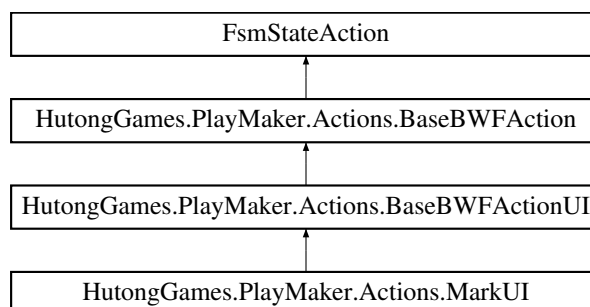 FsmStateAction
HutongGames.PlayMaker.Actions.BaseBWFAction
HutongGames.PlayMaker.Actions.BaseBWFActionUI
HutongGames.PlayMaker.Actions.MarkUI